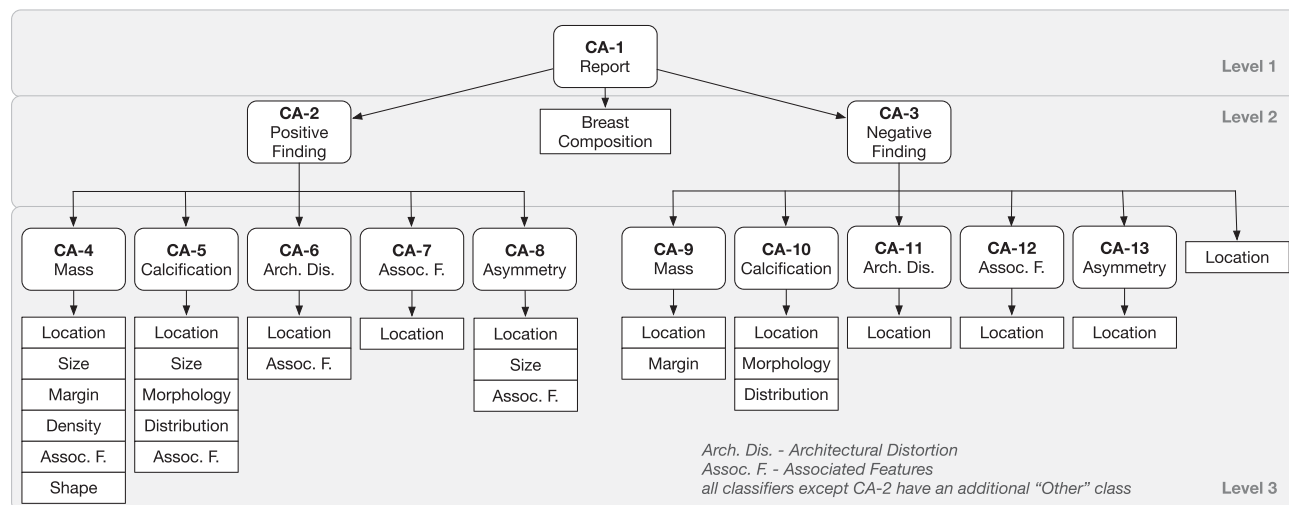 CA-1
Report
Level 1
CA-2
Positive
Finding
Breast
Composition
CA-3
Negative
Finding
Level 2
CA-4
Mass
CA-5
Calcification
CA-6
Arch. Dis.
CA-7
Assoc. F.
CA-8
Asymmetry
CA-9
Mass
CA-10
Calcification
CA-11
Arch. Dis.
CA-12
Assoc. F.
CA-13
Asymmetry
Location
Location
Size
Margin
Density
Assoc. F.
Shape
Location
Size
Morphology
Distribution
Assoc. F.
Location
Assoc. F.
Location
Location
Size
Assoc. F.
Location
Margin
Location
Morphology
Distribution
Location
Location
Location
Arch. Dis. - Architectural Distortion
Assoc. F. - Associated Features
all classifiers except CA-2 have an additional “Other” class
Level 3